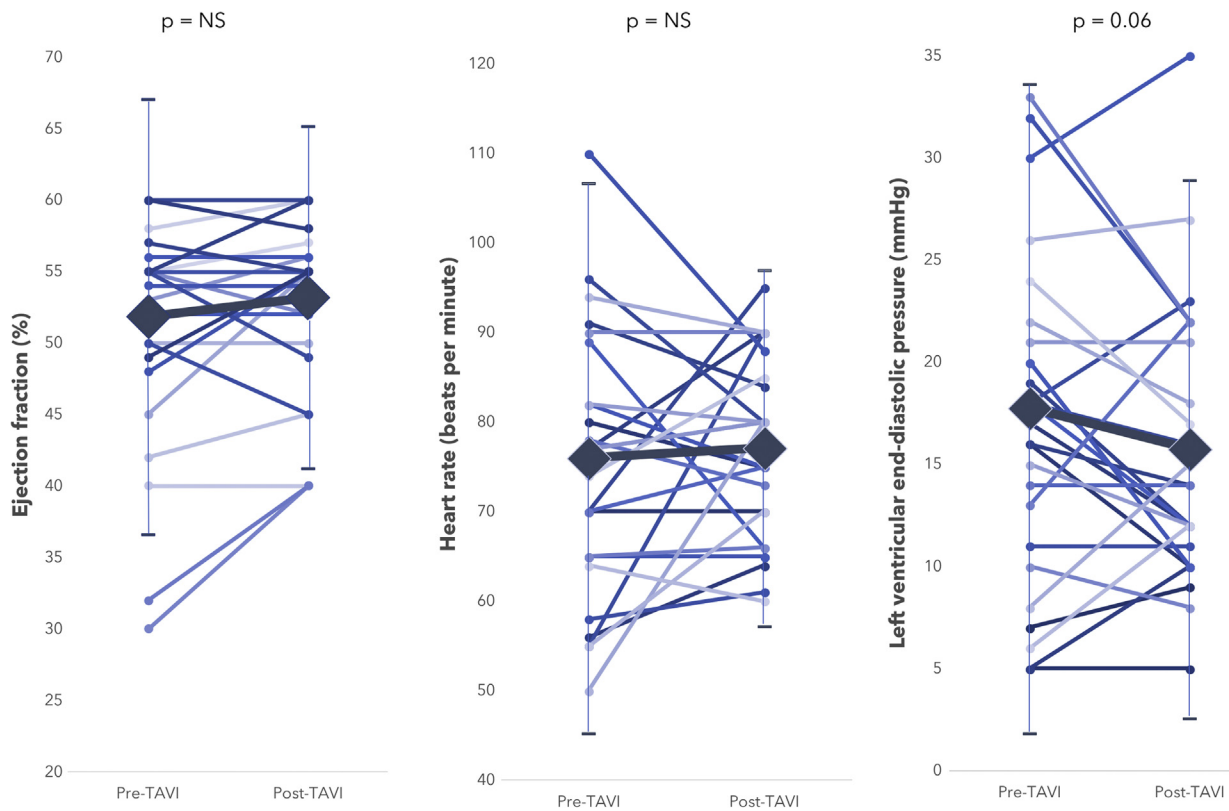 p = NS
70
65
60
55
50
45
40
35
30
25
20
Ejection fraction (%)
Pre-TAVI
Post-TAVI
p = NS
120
110
100
90
80
70
60
50
40
Heart rate (beats per minute)
Pre-TAVI
Post-TAVI
p = 0.06
35
30
25
20
15
10
5
0
Left ventricular end-diastolic pressure (mmHg)
Pre-TAVI
Post-TAVI